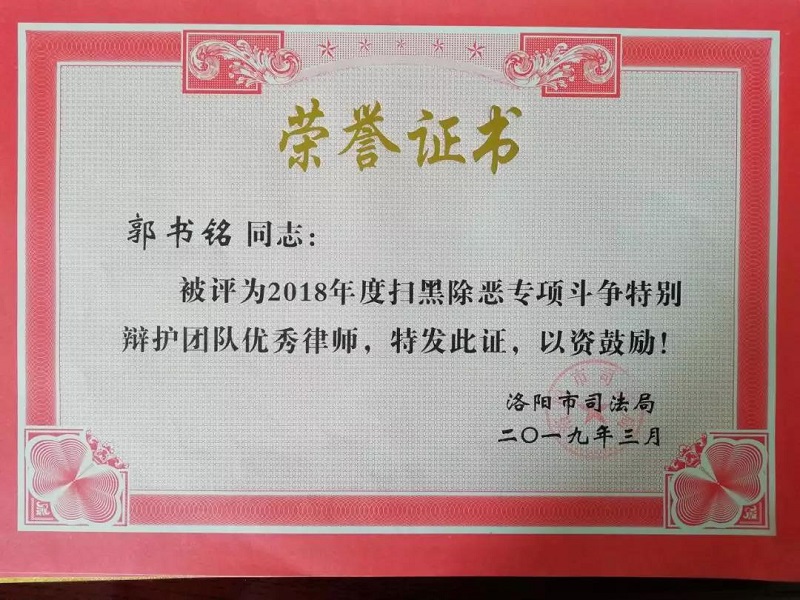 荣誉证书
郭书铭 同志：
被评为2018年度扫黑除恶专项斗争特别
辩护团队优秀律师，特发此证，以资鼓励！
洛阳市司法局
二〇一九年三月